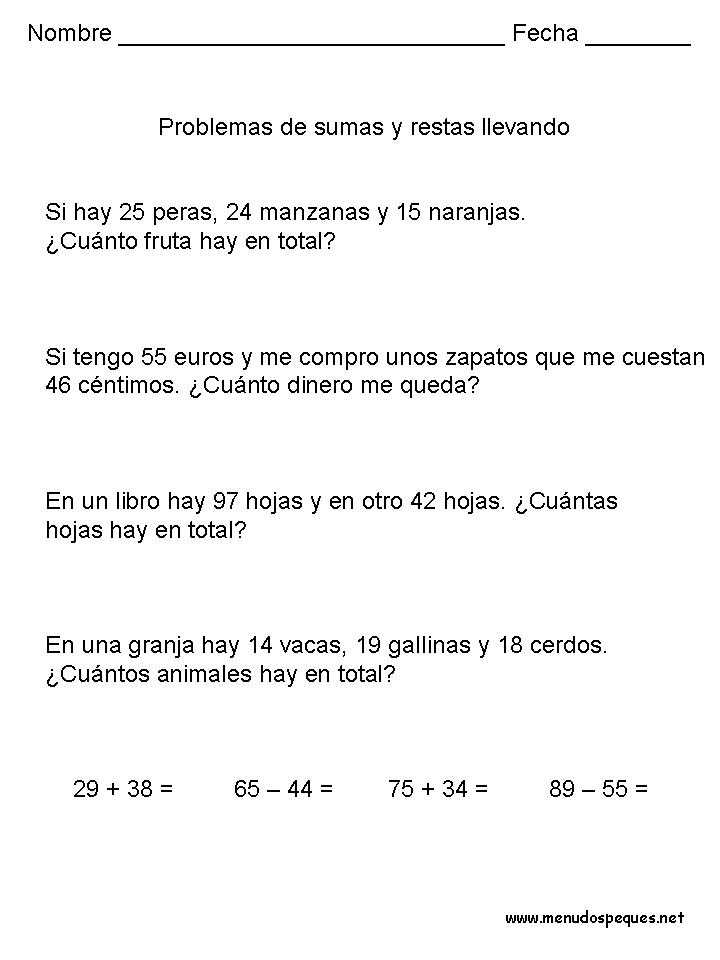 Nombre _____________________________ Fecha ________
Problemas de sumas y restas llevando
Si hay 25 peras, 24 manzanas y 15 naranjas.
¿Cuánto fruta hay en total?
Si tengo 55 euros y me compro unos zapatos que me cuestan
46 céntimos. ¿Cuánto dinero me queda?
En un libro hay 97 hojas y en otro 42 hojas. ¿Cuántas
hojas hay en total?
En una granja hay 14 vacas, 19 gallinas y 18 cerdos.
¿Cuántos animales hay en total?
29 + 38 = 65 – 44 = 75 + 34 = 89 – 55 =
www.menudospeques.net